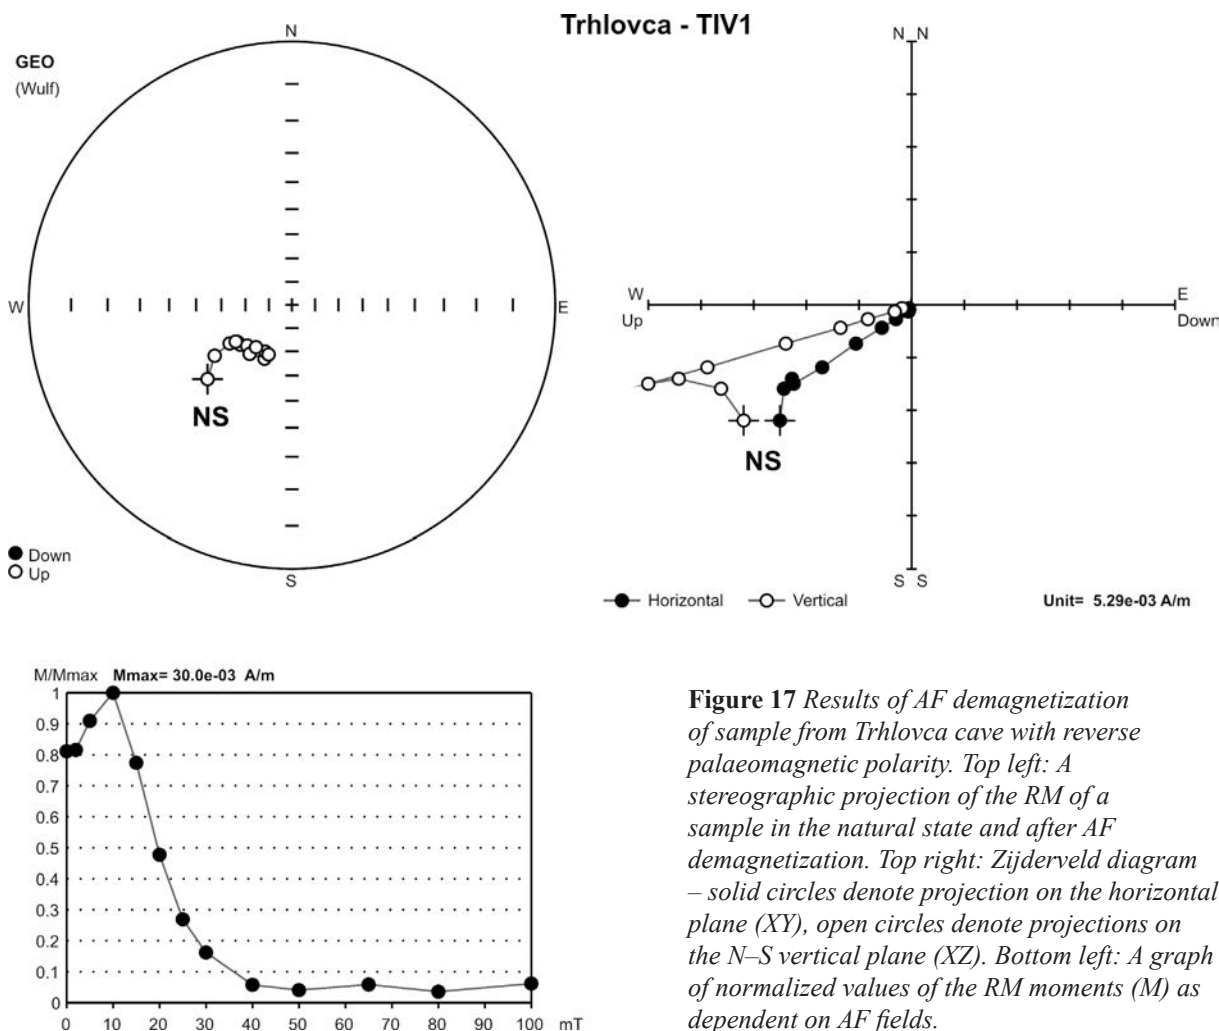 Trhlovca - TIV1
GEO
(Wulf)
N
W
E
S
NS
Down
Up
N N
W
Up
E
Down
NS
S S
Horizontal Vertical Unit= 5.29e-03 A/m
M/Mmax Mmax= 30.0e-03 A/m
1
0.9
0.8
0.7
0.6
0.5
0.4
0.3
0.2
0.1
0
0 10 20 30 40 50 60 70 80 90 100 mT
Figure 17 Results of AF demagnetization
of sample from Trhlovca cave with reverse
palaeomagnetic polarity. Top left: A
stereographic projection of the RM of a
sample in the natural state and after AF
demagnetization. Top right: Zijderveld diagram
– solid circles denote projection on the horizontal
plane (XY), open circles denote projections on
the N–S vertical plane (XZ). Bottom left: A graph
of normalized values of the RM moments (M) as
dependent on AF fields.